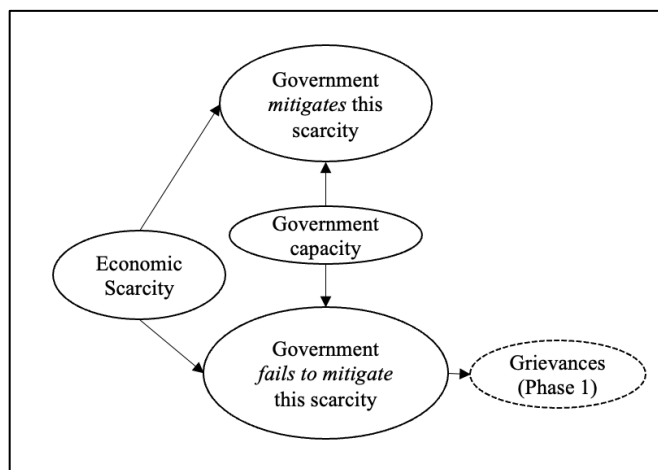 Government
mitigates this
scarcity
Government
capacity
Economic
Scarcity
Government
fails to mitigate
this scarcity
Grievances
(Phase 1)